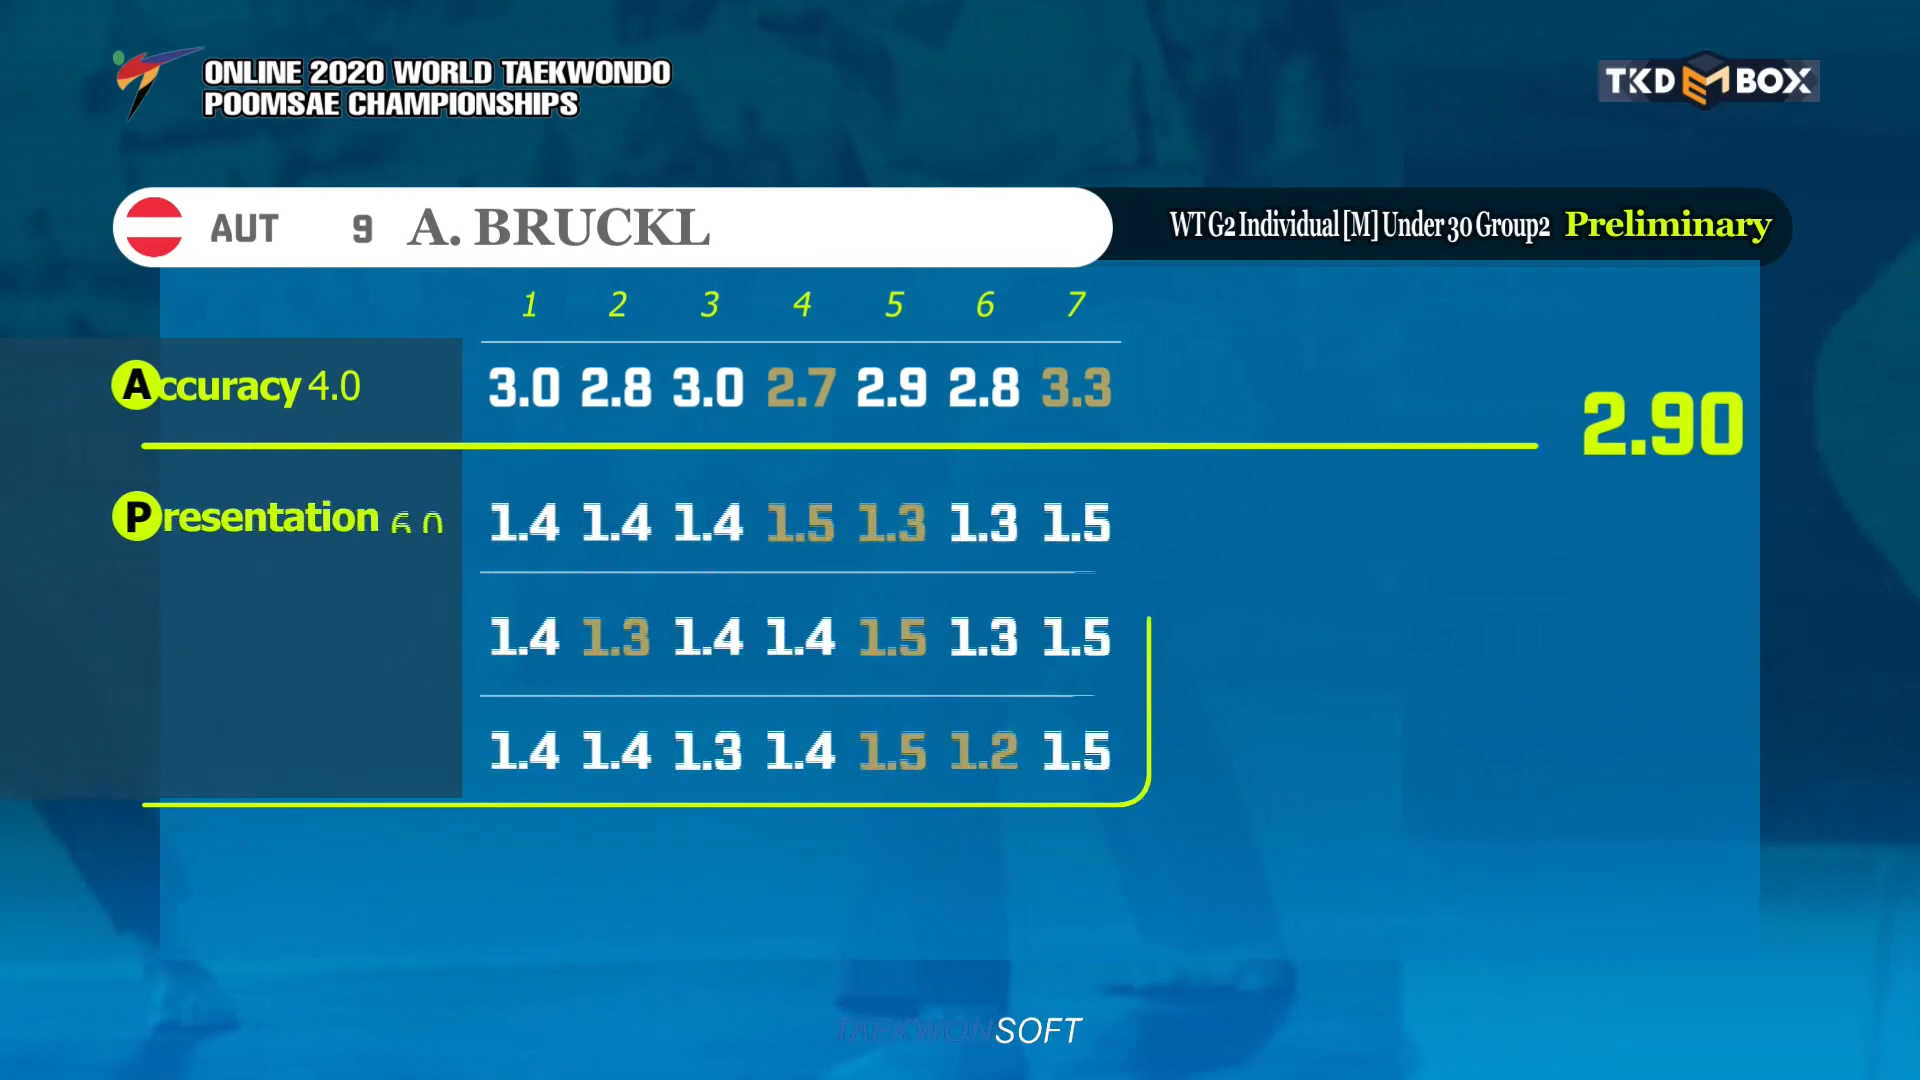 ONLINE 2020 WORLD TAEKWONDO
POOMSAE CHAMPIONSHIPS
TKD BOX
AUT 9 A. BRUCKL
WT G2 Individual [M] Under 30 Group2 Preliminary
1 2 3 4 5 6 7
Accuracy 4.0 3.0 2.8 3.0 2.7 2.9 2.8 3.3
2.90
Presentation 6.0 1.4 1.4 1.4 1.5 1.3 1.3 1.5
1.4 1.3 1.4 1.4 1.5 1.3 1.5
1.4 1.4 1.3 1.4 1.5 1.2 1.5
TAEKWONSOFT